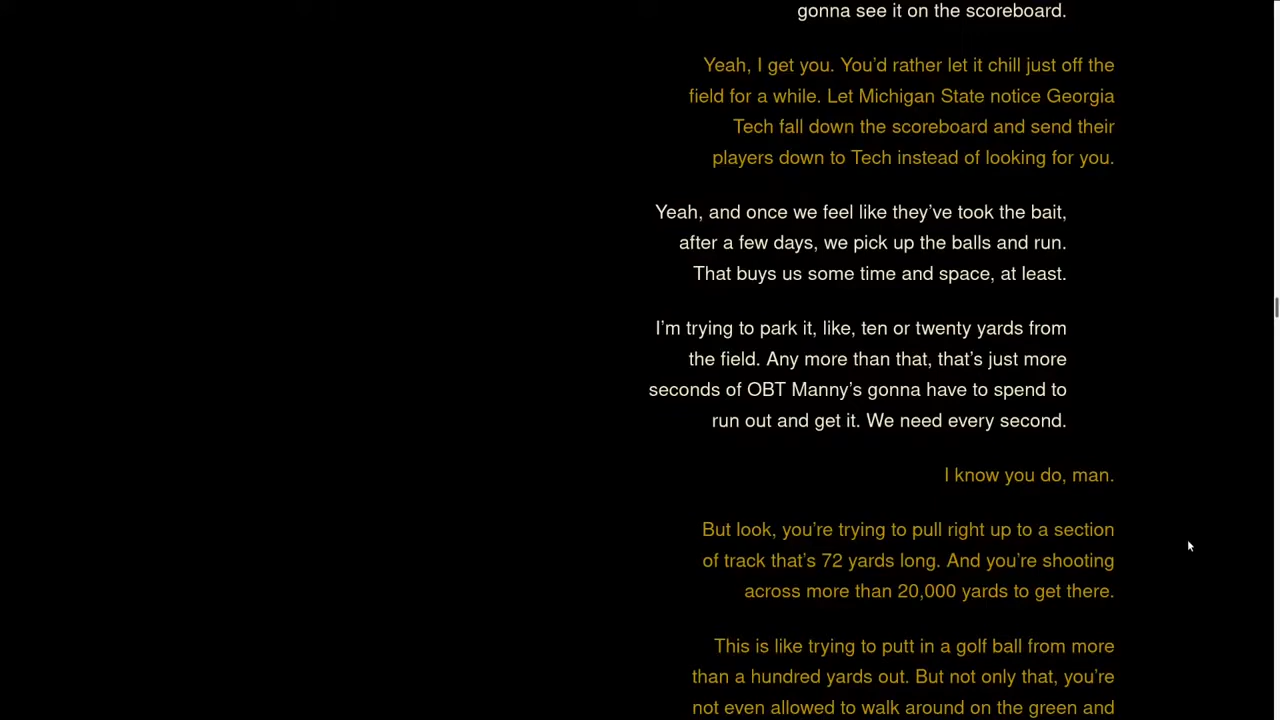 gonna see it on the scoreboard.
Yeah, I get you. You’d rather let it chill just off the
field for a while. Let Michigan State notice Georgia
Tech fall down the scoreboard and send their
players down to Tech instead of looking for you.
Yeah, and once we feel like they’ve took the bait,
after a few days, we pick up the balls and run.
That buys us some time and space, at least.
I’m trying to park it, like, ten or twenty yards from
the field. Any more than that, that’s just more
seconds of OBT Manny’s gonna have to spend to
run out and get it. We need every second.
I know you do, man.
But look, you’re trying to pull right up to a section
of track that’s 72 yards long. And you’re shooting
across more than 20,000 yards to get there.
This is like trying to putt in a golf ball from more
than a hundred yards out. But not only that, you’re
not even allowed to walk around on the green and